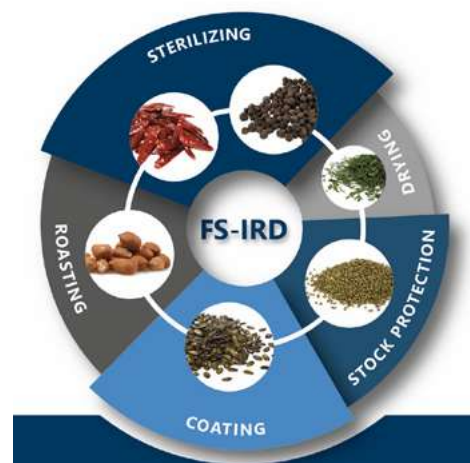 STERILIZING
DRYING
FS-IRD
ROASTING
STOCK PROTECTION
COATING